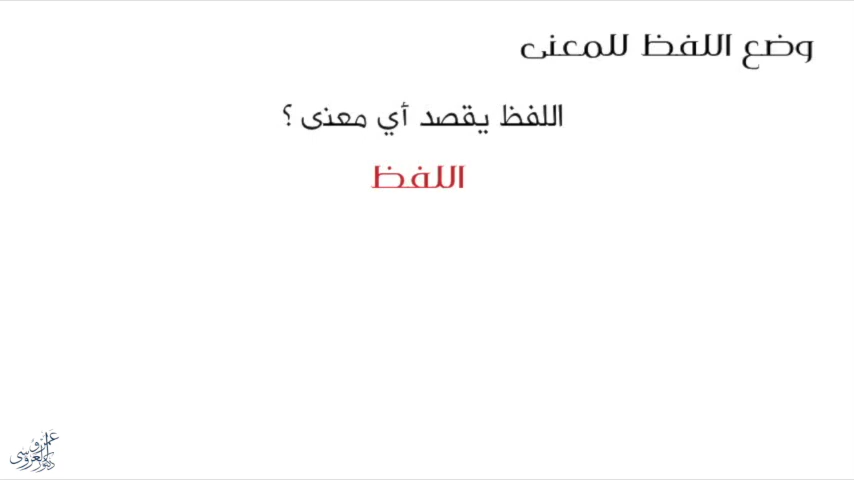 وضع اللفظ للمعنى
اللفظ يقصد أي معنى ؟
اللفظ